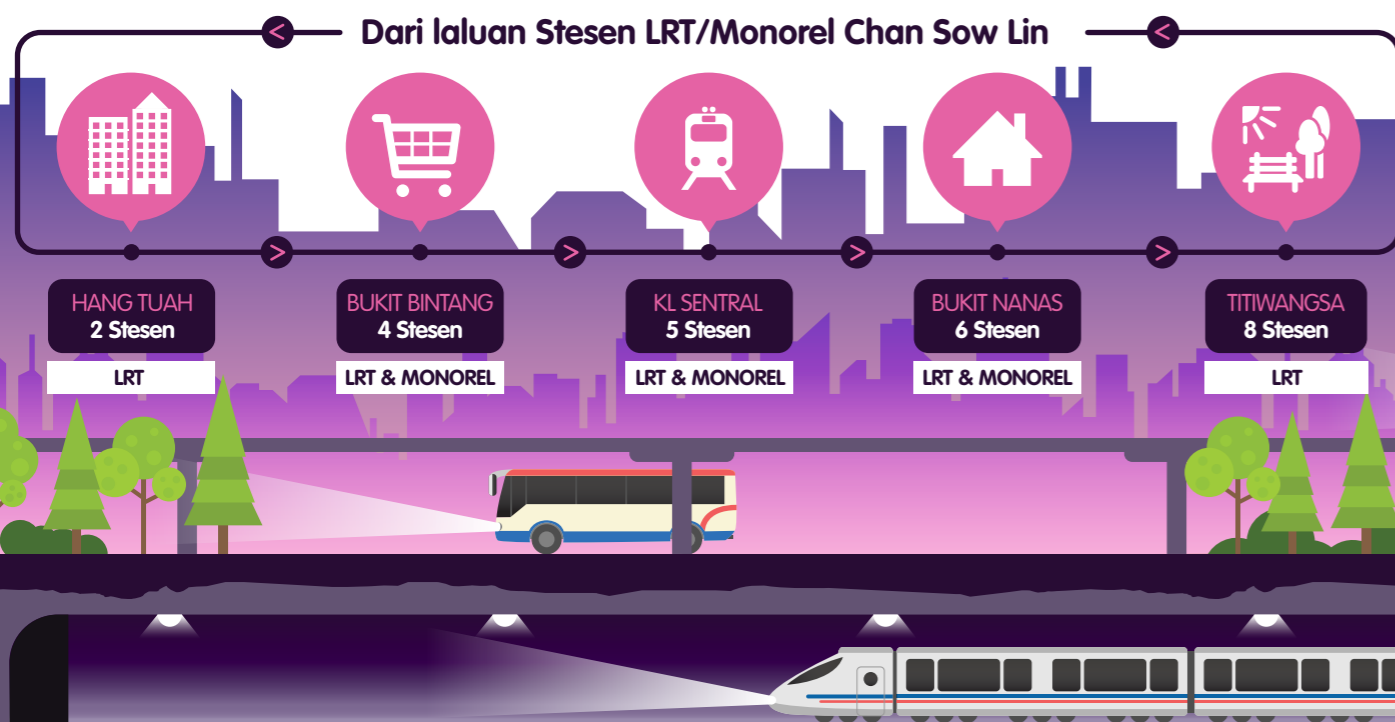 Dari laluan Stesen LRT/Monorel Chan Sow Lin
HANG TUAH
2 Stesen
LRT
BUKIT BINTANG
4 Stesen
LRT & MONOREL
KL SENTRAL
5 Stesen
LRT & MONOREL
BUKIT NANAS
6 Stesen
LRT & MONOREL
TITIWANGSA
8 Stesen
LRT